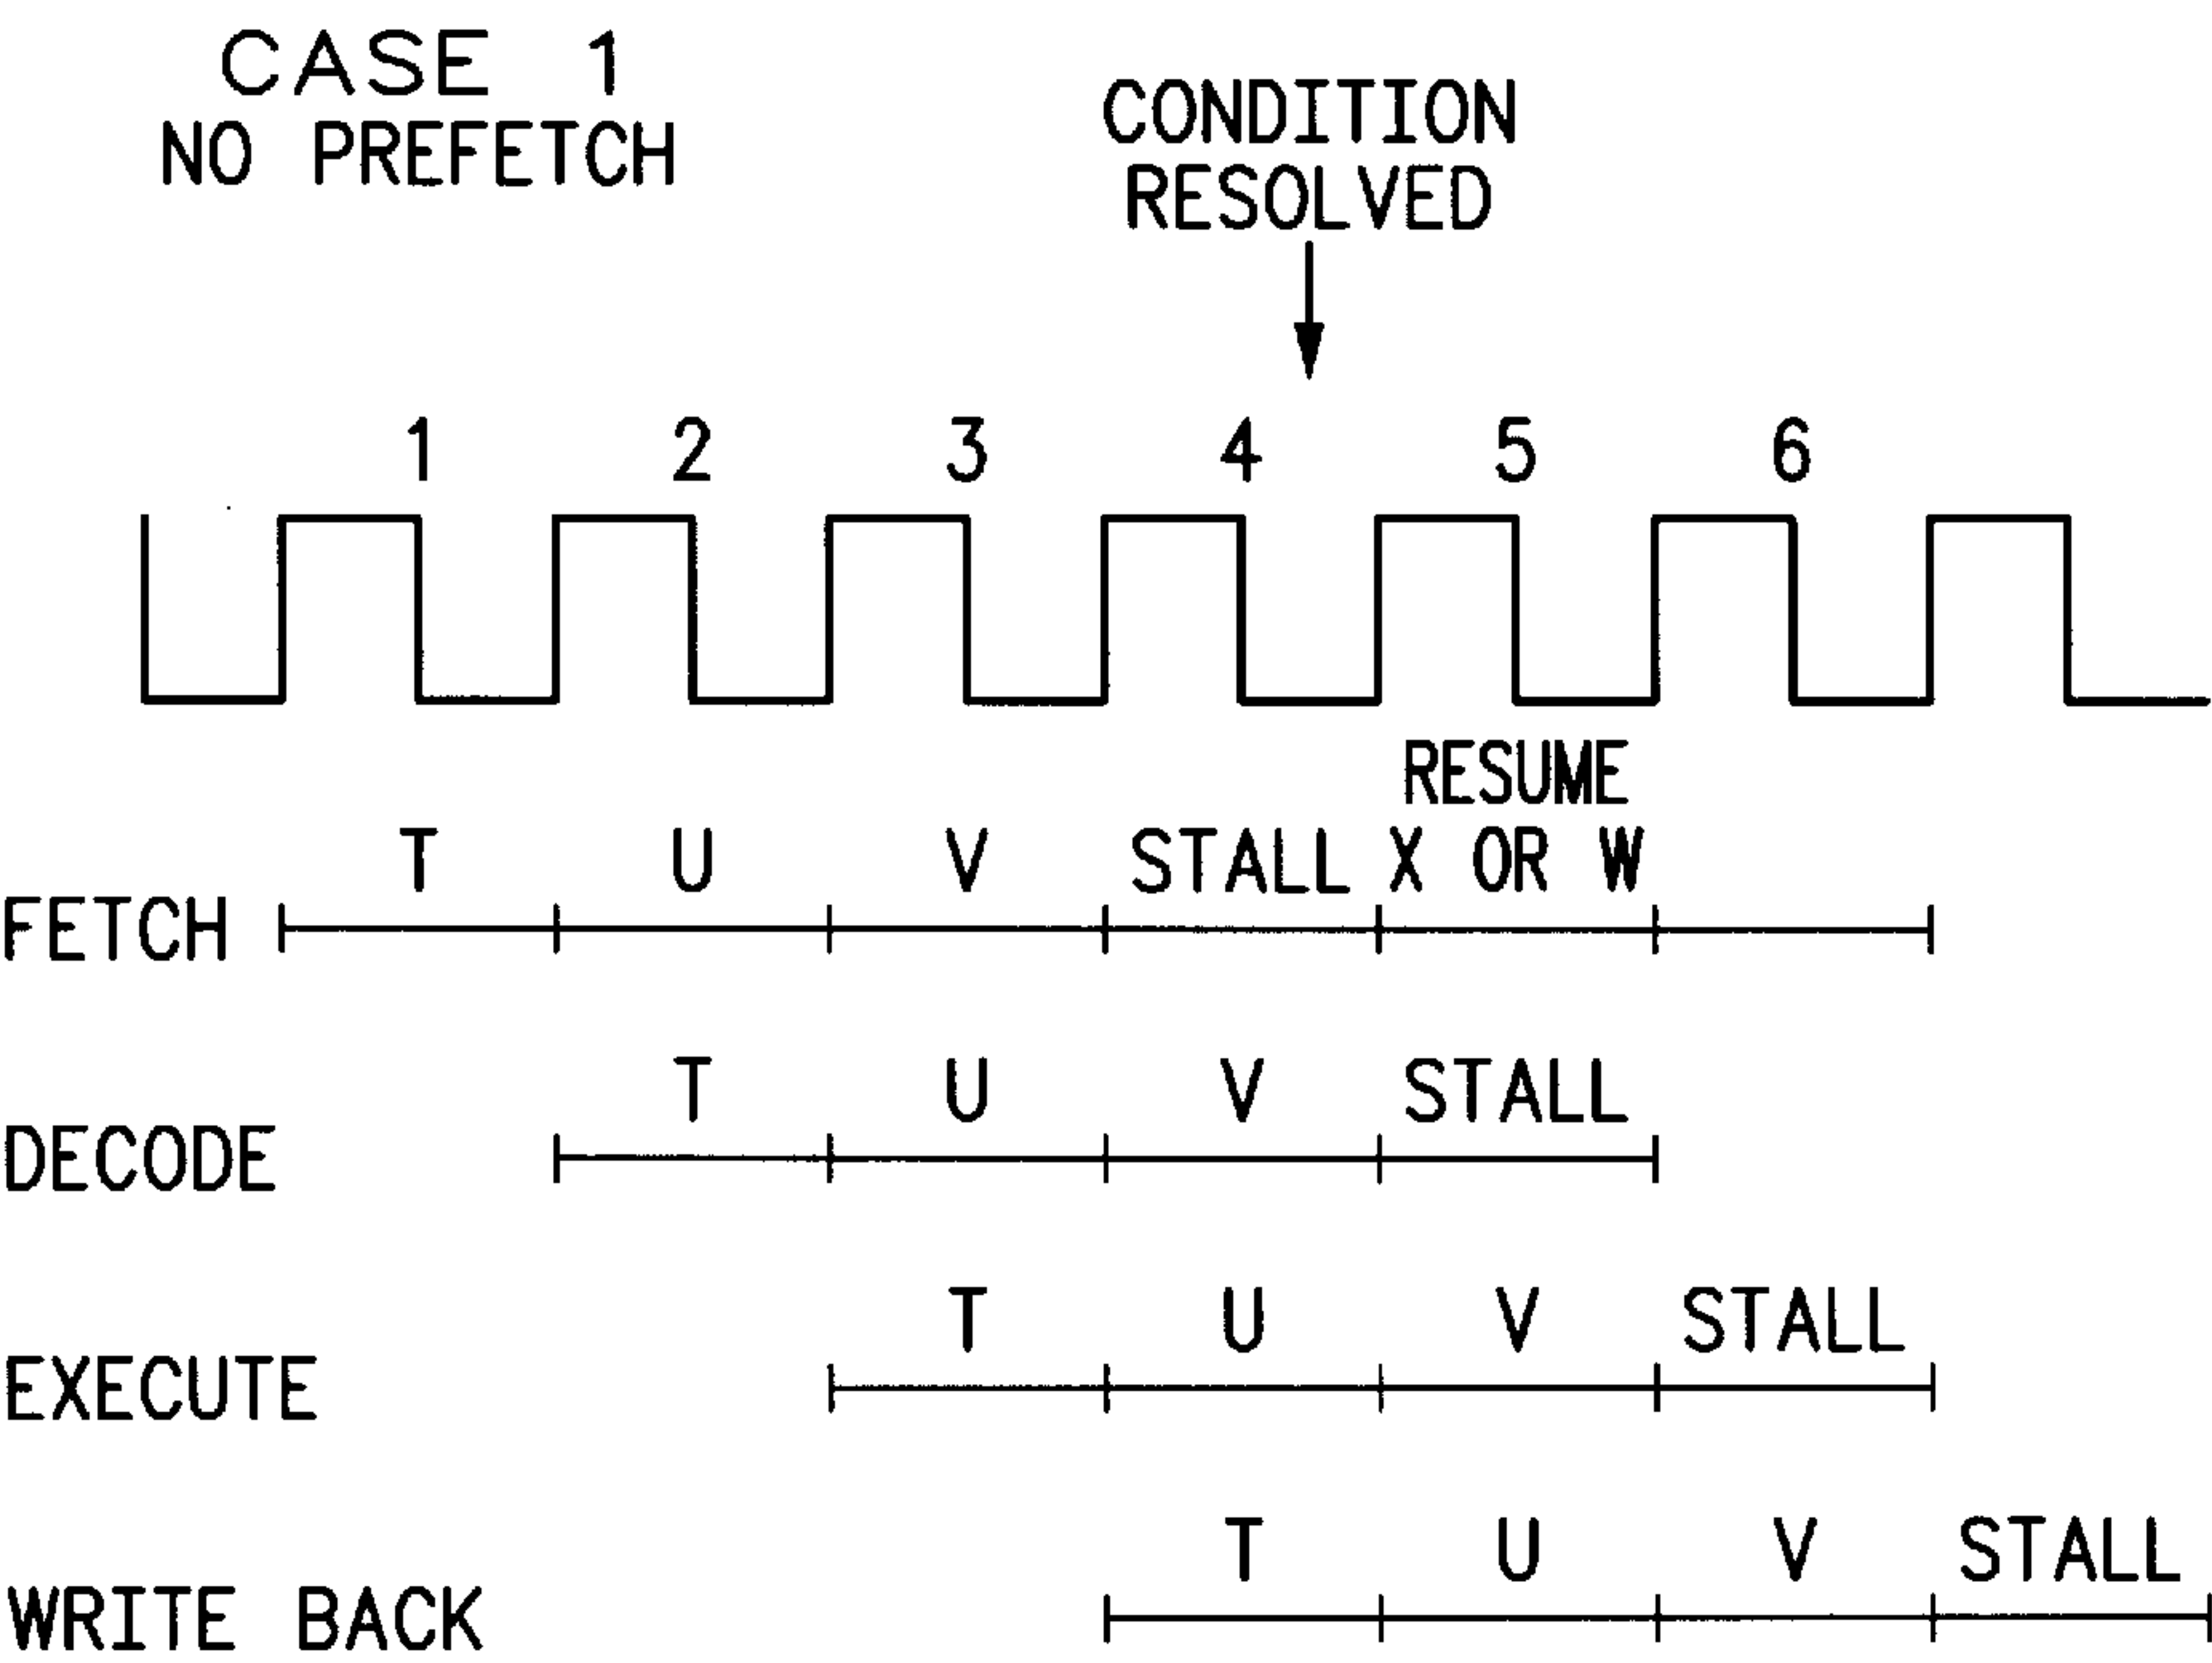 CASE 1
NO PREFETCH
CONDITION
RESOLVED
1 2 3 4 5 6
RESUME
T U V STALL X OR W
FETCH
T U V STALL
DECODE
T U V STALL
EXECUTE
T U V STALL
WRITE BACK